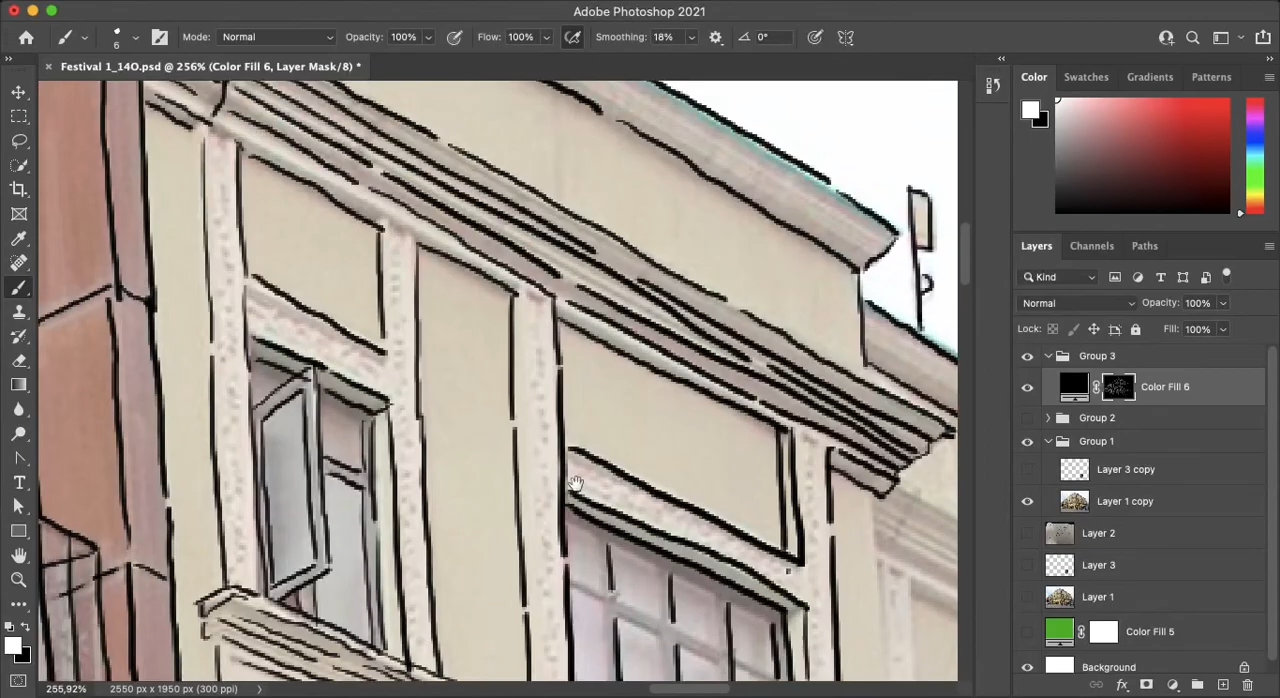 Adobe Photoshop 2021
6
Mode: Normal
Opacity: 100%
Flow: 100%
Smoothing: 18%
0°
Festival 1_14O.psd @ 256% (Color Fill 6, Layer Mask/8) *
Color
Swatches
Gradients
Patterns
Layers
Channels
Paths
Kind
Normal
Opacity: 100%
Lock:
Fill: 100%
Group 3
Color Fill 6
Group 2
Group 1
Layer 3 copy
Layer 1 copy
Layer 2
Layer 3
Layer 1
Color Fill 5
Background
fx
255,92%
2550 px x 1950 px (300 ppi)